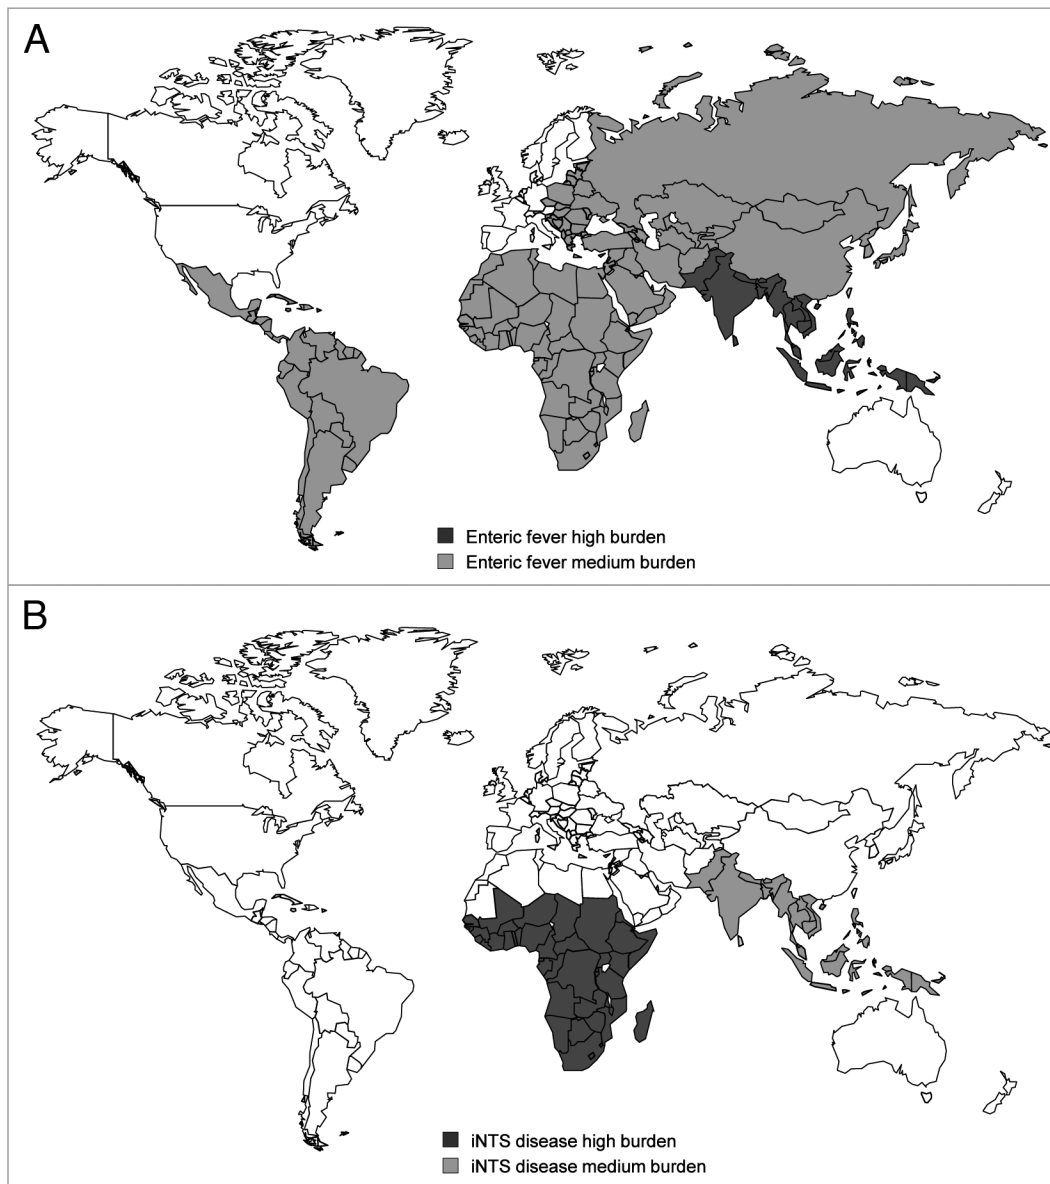 A
Enteric fever high burden
Enteric fever medium burden
B
iNTS disease high burden
iNTS disease medium burden